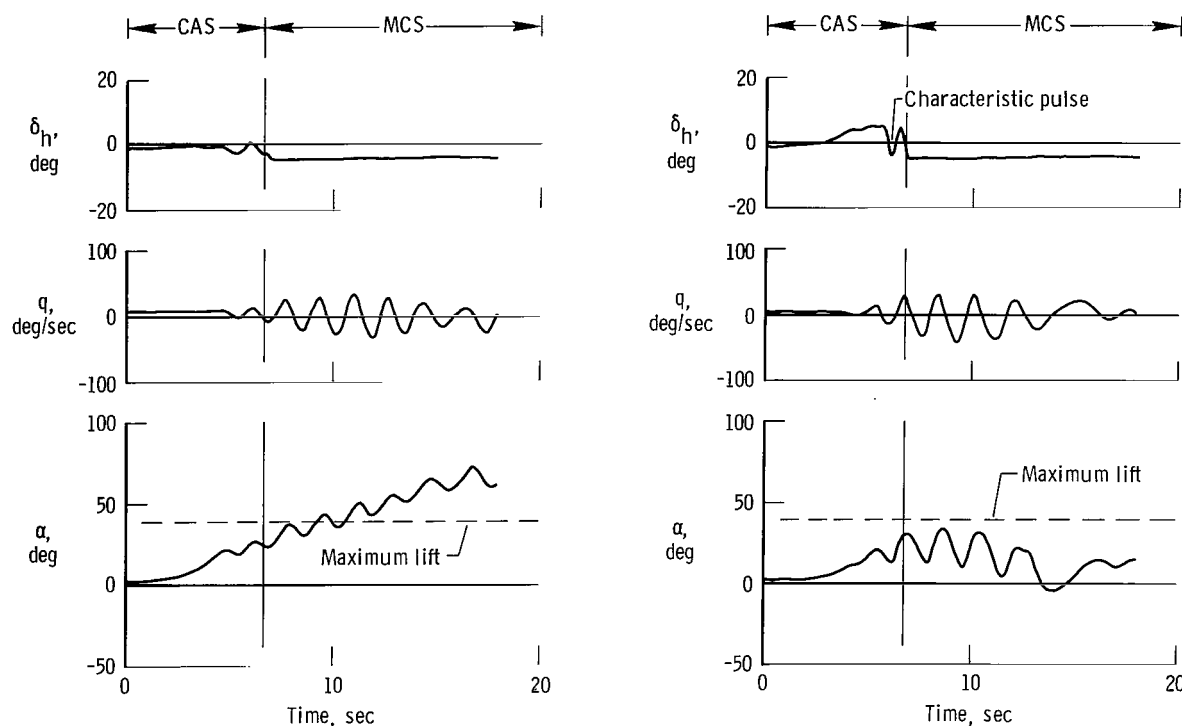 CAS MCS
20
δh,
deg
0
-20
100
q,
deg/sec
0
-100
100
α,
deg
50
0
-50
Maximum lift
0 10 20
Time, sec
CAS MCS
20
δh,
deg
0
-20
Characteristic pulse
100
q,
deg/sec
0
-100
100
α,
deg
50
0
-50
Maximum lift
0 10 20
Time, sec